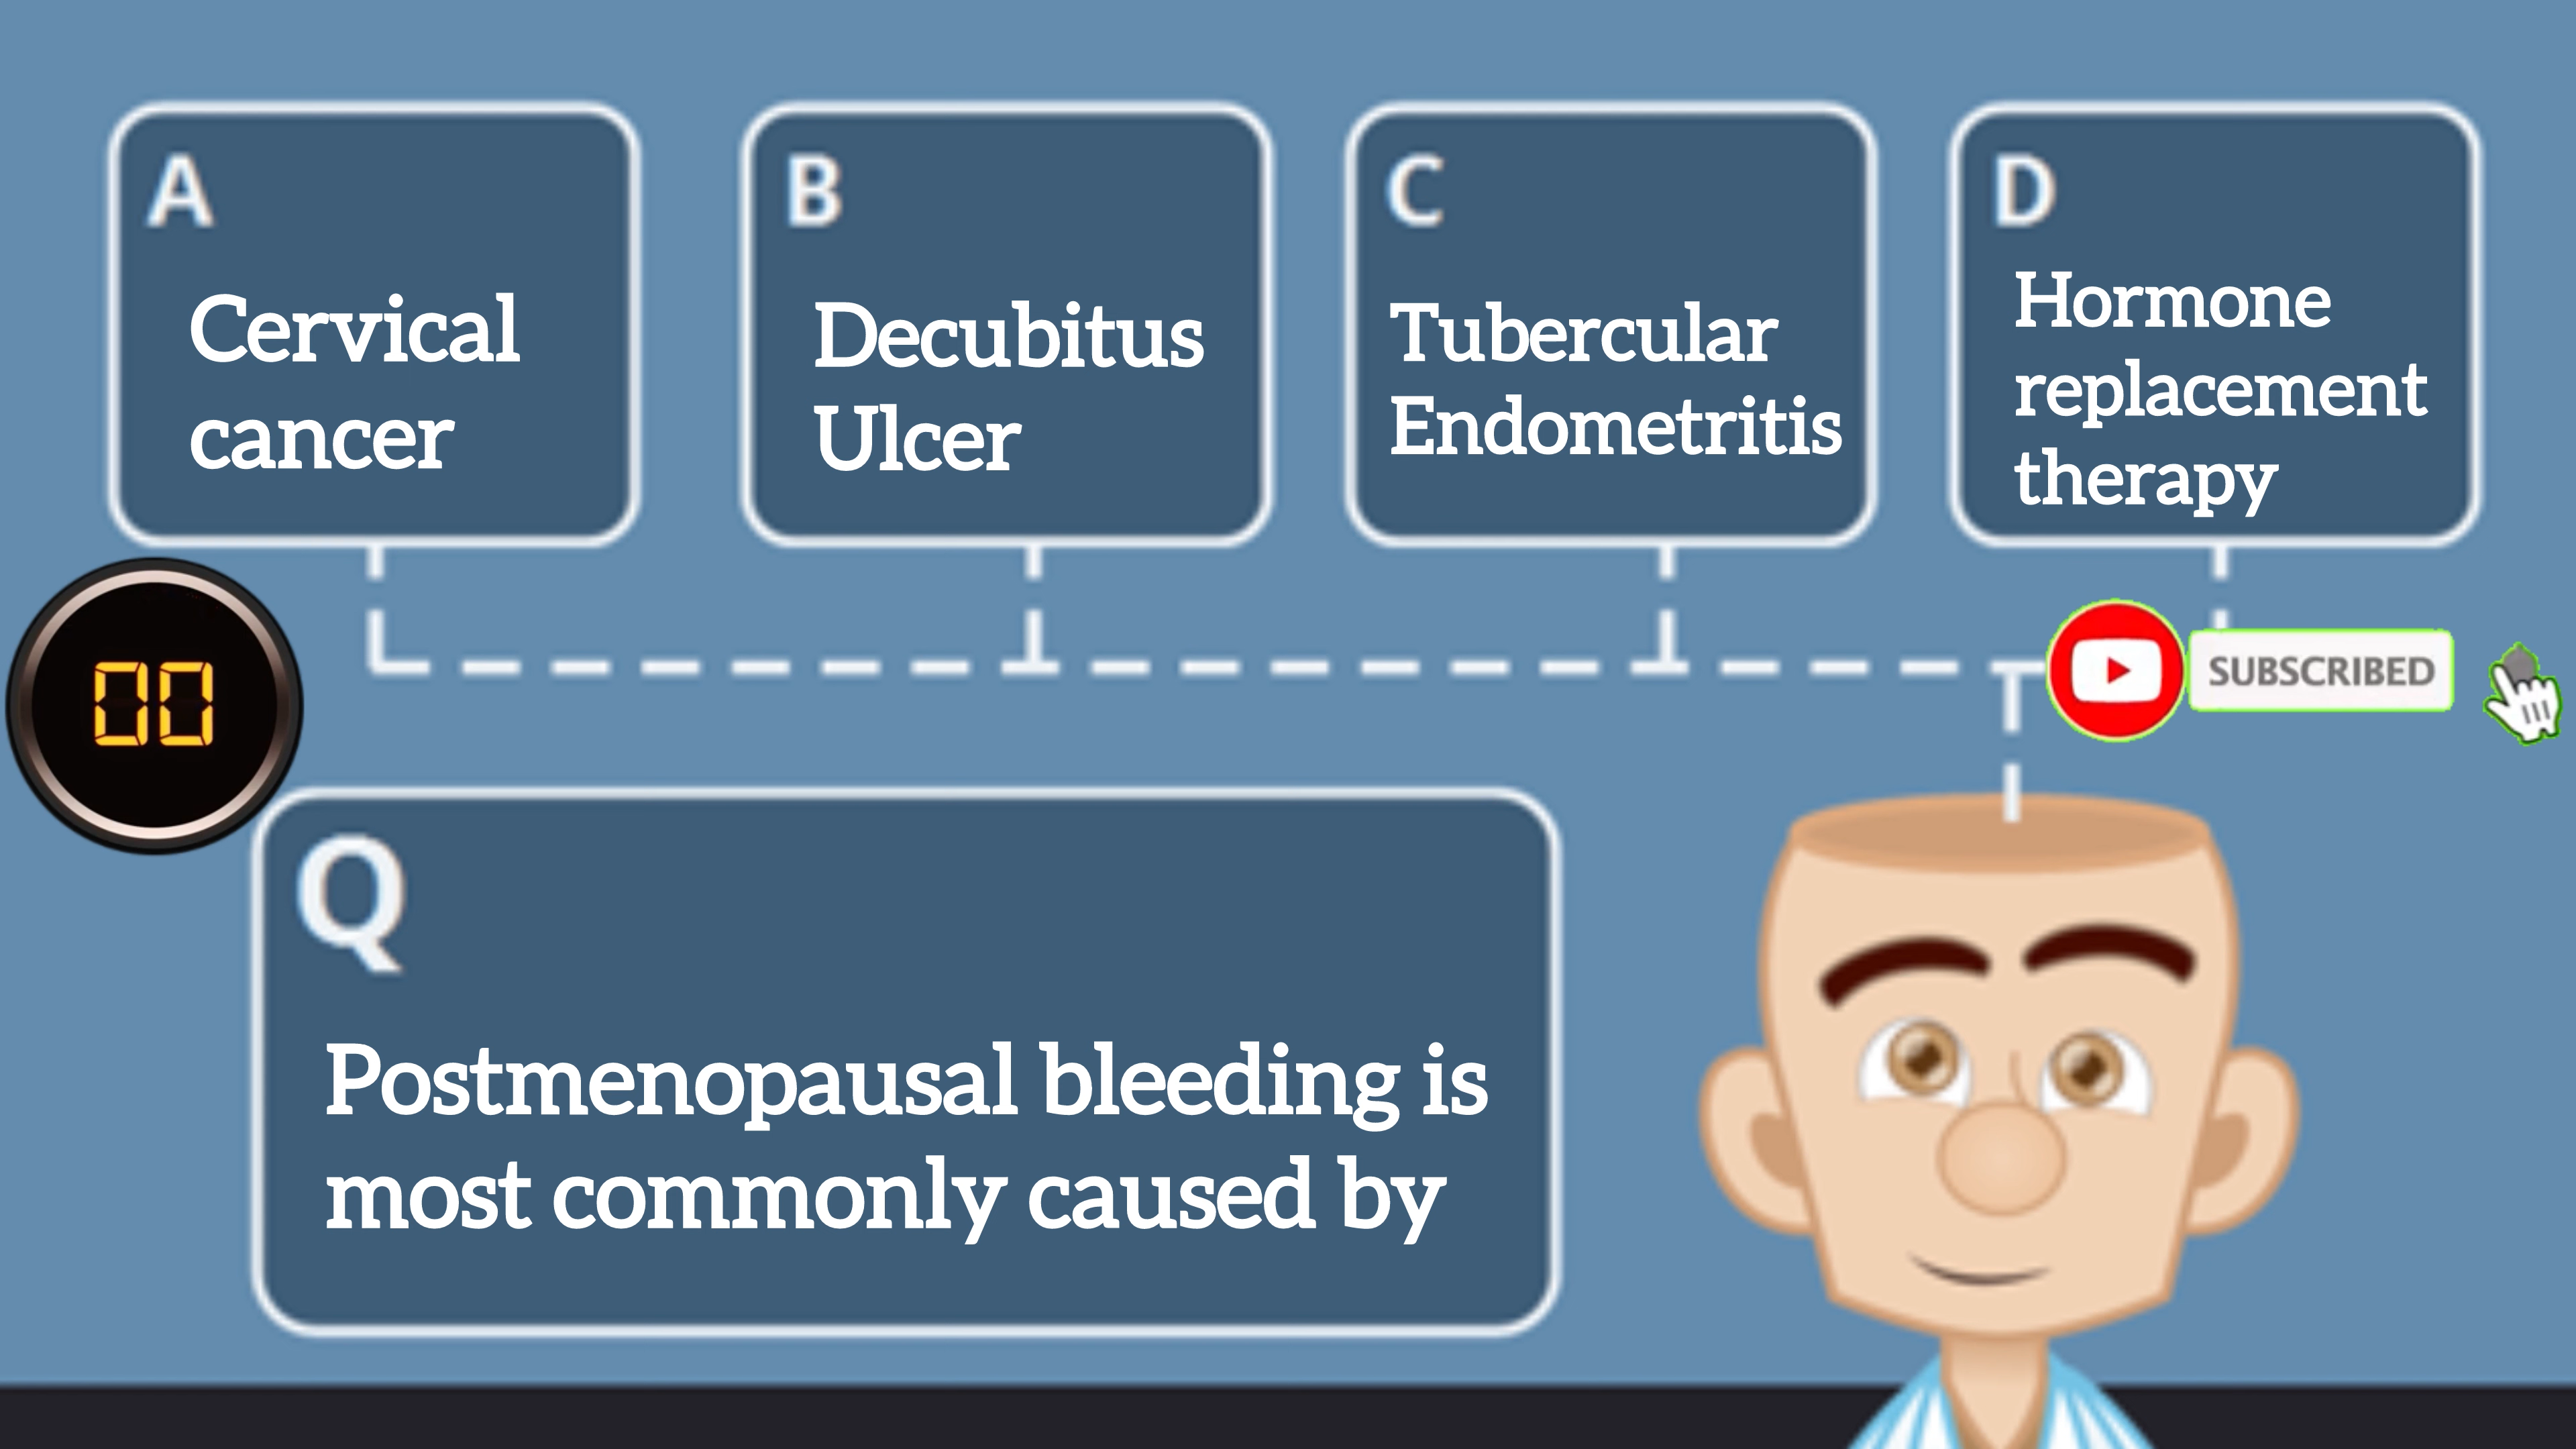 A
Cervical
cancer
B
Decubitus
Ulcer
C
Tubercular
Endometritis
D
Hormone
replacement
therapy
00
SUBSCRIBED
Q
Postmenopausal bleeding is
most commonly caused by